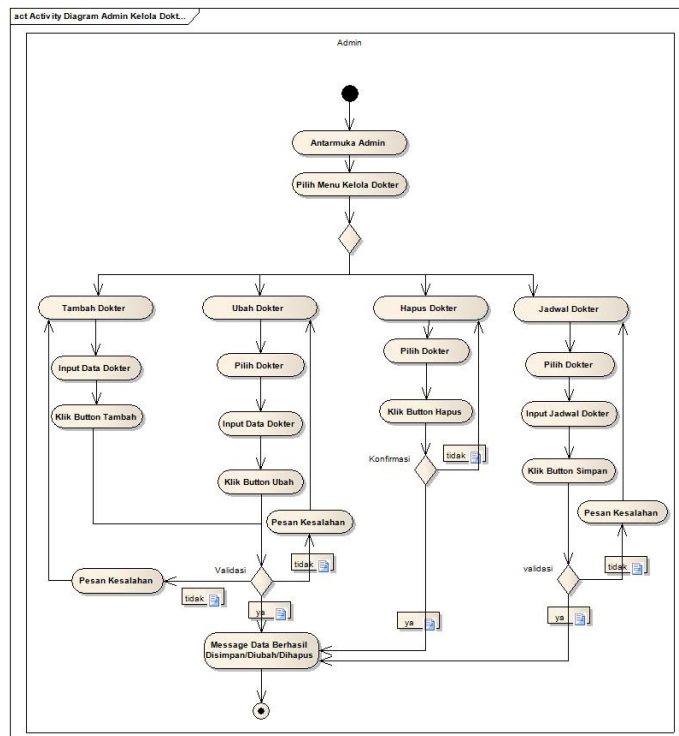 act Activity Diagram Admin Kelola Dokt...
Admin
Antarmuka Admin
Pilih Menu Kelola Dokter
Tambah Dokter
Ubah Dokter
Hapus Dokter
Jadwal Dokter
Input Data Dokter
Pilih Dokter
Pilih Dokter
Pilih Dokter
Klik Button Tambah
Input Data Dokter
Klik Button Hapus
Input Jadwal Dokter
Konfirmasi
tidak
Klik Button Ubah
Klik Button Simpan
Pesan Kesalahan
Pesan Kesalahan
Pesan Kesalahan
Validasi
tidak
tidak
validasi
tidak
ya
ya
ya
Message Data Berhasil
Disimpan/Diubah/Dihapus